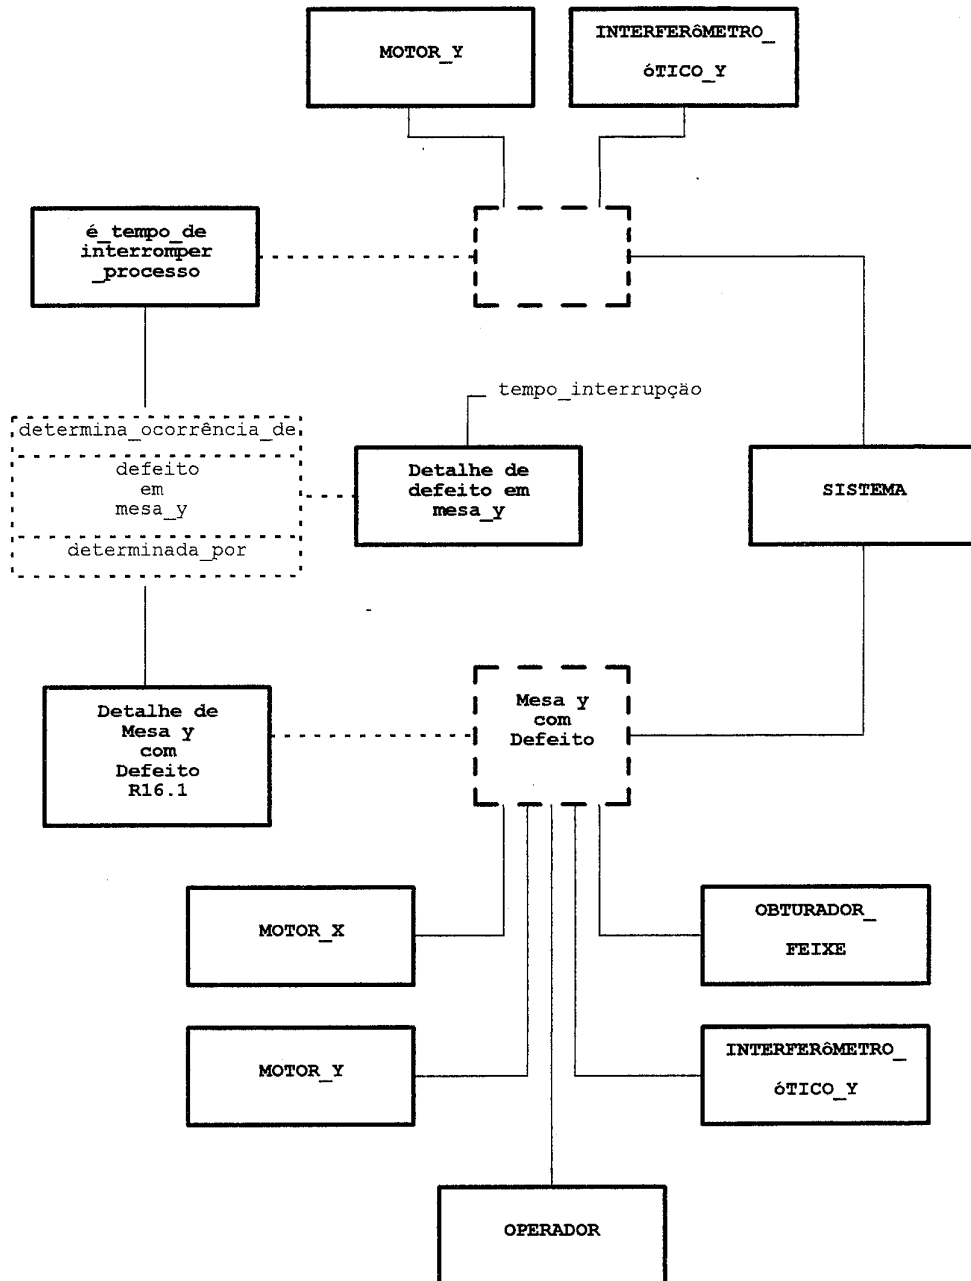 MOTOR_Y
INTERFERôMETRO_
óTICO_Y
é_tempo_de
interromper
_processo
tempo_interrupção
determina_ocorrência_de
defeito
em
mesa_y
determinada_por
Detalhe de
defeito em
mesa_y
SISTEMA
Detalhe de
Mesa y
com
Defeito
R16.1
Mesa y
com
Defeito
MOTOR_X
OBTURADOR_
FEIXE
MOTOR_Y
INTERFERôMETRO_
óTICO_Y
OPERADOR